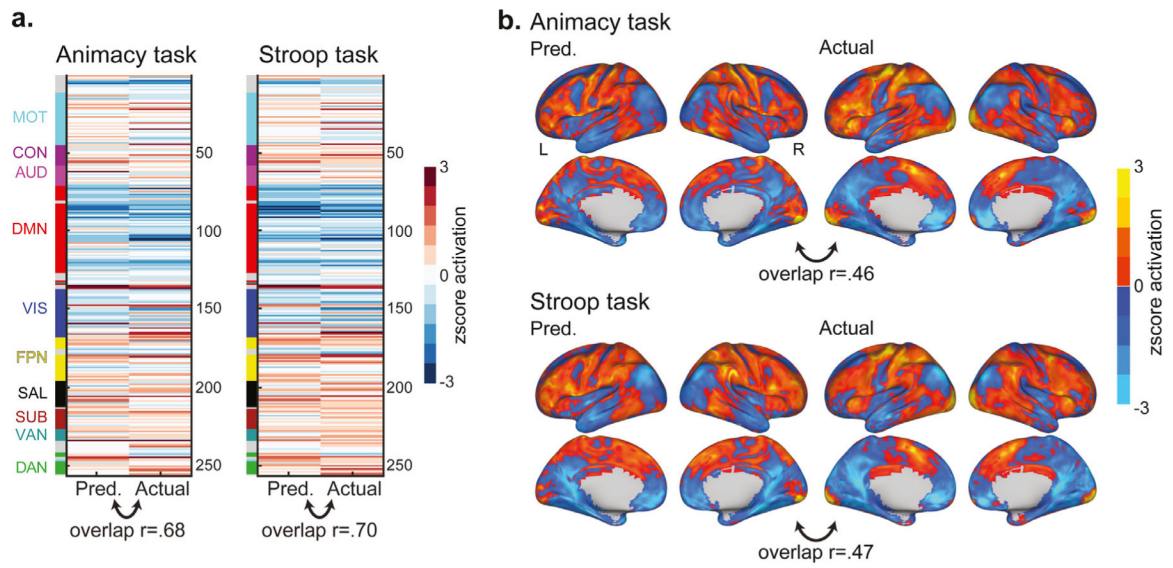 a.
Animacy task
Stroop task
MOT
CON
AUD
DMN
VIS
FPN
SAL
SUB
VAN
DAN
50
100
150
200
250
50
100
150
200
250
Pred.
Actual
Pred.
Actual
overlap r=.68
overlap r=.70
3
0
-3
zscore activation
b. Animacy task
Pred.
Actual
L
R
overlap r=.46
Stroop task
Pred.
Actual
overlap r=.47
3
0
-3
zscore activation